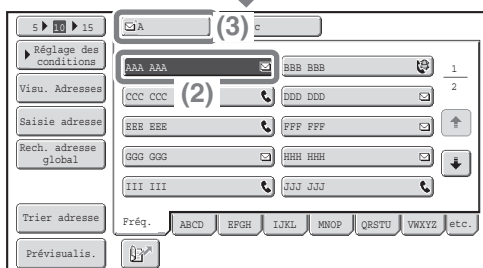 5 10 15
A
(3)
c
Réglage des
conditions
AAA AAA
BBB BBB
1
2
Visu. Adresses
CCC CCC
(2)
DDD DDD
Saisie adresse
EEE EEE
FFF FFF
Rech. adresse
global
GGG GGG
HHH HHH
III III
JJJ JJJ
Trier adresse
Fréq.
ABCD
EFGH
IJKL
MNOP
QRSTU
VWXYZ
etc.
Prévisualis.